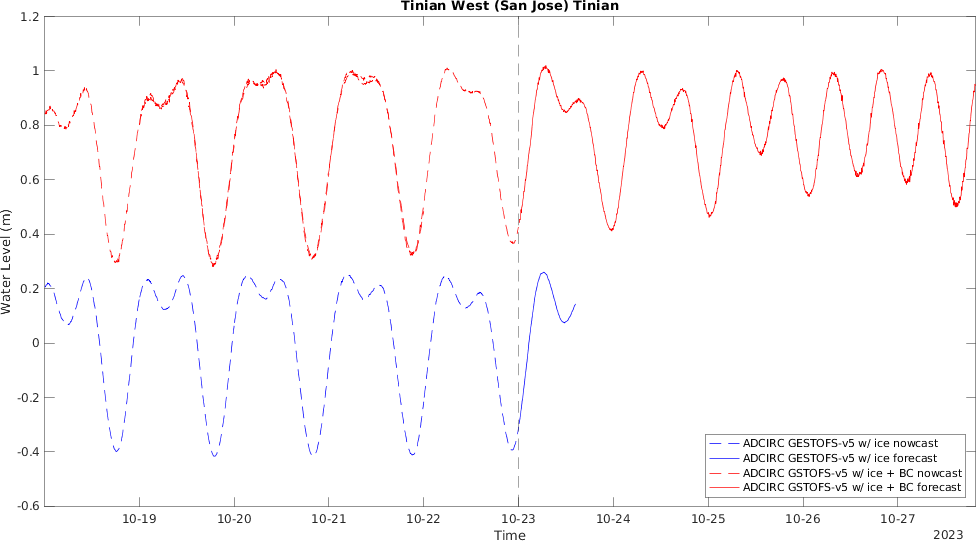 Tinian West (San Jose) Tinian
1.2
1
0.8
0.6
0.4
0.2
0
-0.2
-0.4
-0.6
Water Level (m)
10-19 10-20 10-21 10-22 10-23 10-24 10-25 10-26 10-27
Time
2023
ADCIRC GESTOFS-v5 w/ ice nowcast
ADCIRC GESTOFS-v5 w/ ice forecast
ADCIRC GSTOFS-v5 w/ ice + BC nowcast
ADCIRC GSTOFS-v5 w/ ice + BC forecast